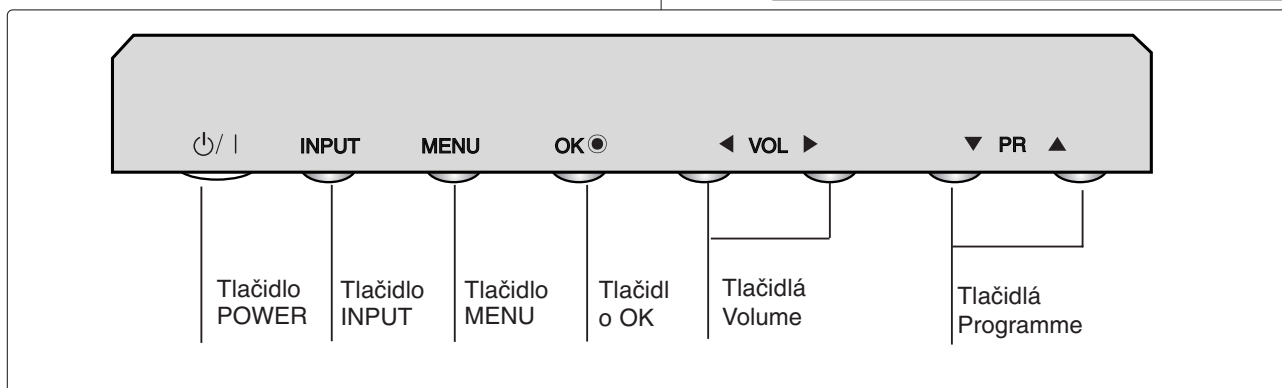 ⏻/ | INPUT MENU OK◉ ◀ VOL ▶ ▼ PR ▲
Tlačidlo
POWER
Tlačidlo
INPUT
Tlačidlo
MENU
Tlačidl
o OK
Tlačidlá
Volume
Tlačidlá
Programme